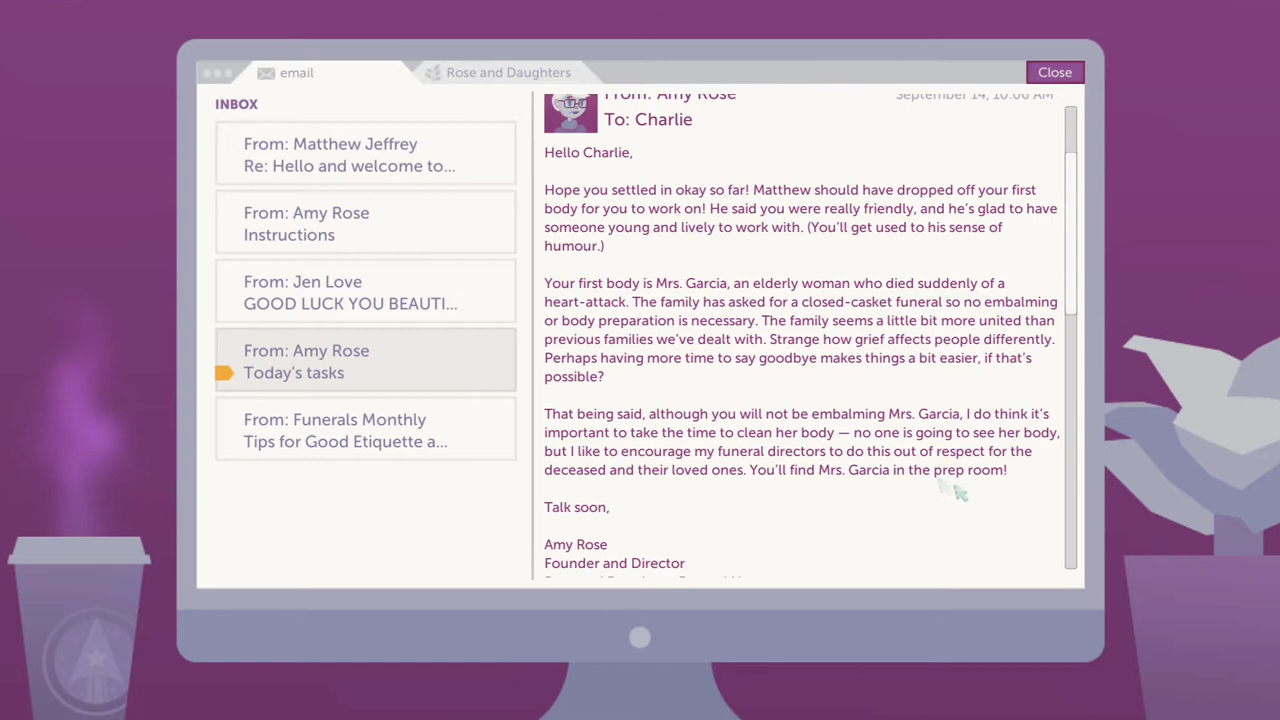 email
Rose and Daughters
Close
INBOX
From: Matthew Jeffrey
Re: Hello and welcome to...
From: Amy Rose
Instructions
From: Jen Love
GOOD LUCK YOU BEAUTI...
From: Amy Rose
Today's tasks
From: Funerals Monthly
Tips for Good Etiquette a...
From: Amy Rose
September 14, 10:06 AM
To: Charlie
Hello Charlie,
Hope you settled in okay so far! Matthew should have dropped off your first
body for you to work on! He said you were really friendly, and he's glad to have
someone young and lively to work with. (You'll get used to his sense of
humour.)
Your first body is Mrs. Garcia, an elderly woman who died suddenly of a
heart-attack. The family has asked for a closed-casket funeral so no embalming
or body preparation is necessary. The family seems a little bit more united than
previous families we've dealt with. Strange how grief affects people differently.
Perhaps having more time to say goodbye makes things a bit easier, if that's
possible?
That being said, although you will not be embalming Mrs. Garcia, I do think it's
important to take the time to clean her body — no one is going to see her body,
but I like to encourage my funeral directors to do this out of respect for the
deceased and their loved ones. You'll find Mrs. Garcia in the prep room!
Talk soon,
Amy Rose
Founder and Director